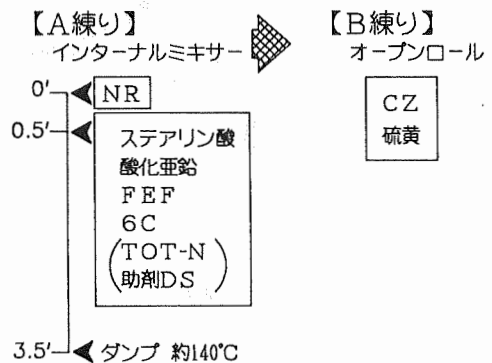 【A練り】
インターナルミキサー
【B練り】
オープンロール
0'
NR
0.5'
ステアリン酸
酸化亜鉛
FEF
6C
(TOT-N
助剤DS)
3.5'
ダンプ 約140℃
CZ
硫黄